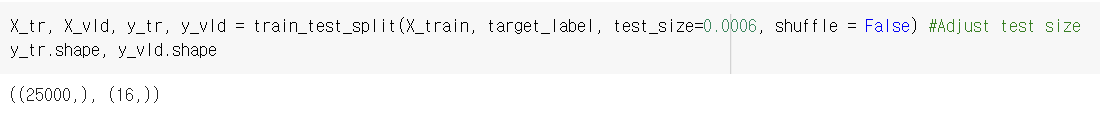 X_tr, X_vld, y_tr, y_vld = train_test_split(X_train, target_label, test_size=0.0006, shuffle = False) #Adjust test size
y_tr.shape, y_vld.shape
((25000,), (16,))